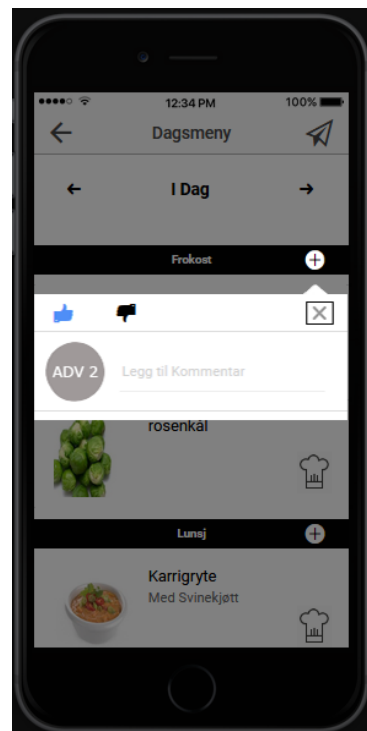 12:34 PM 100%
Dagsmeny
I Dag
Frokost
ADV 2 Legg til Kommentar
rosenkål
Lunsj
Karrigryte
Med Svinekjøtt